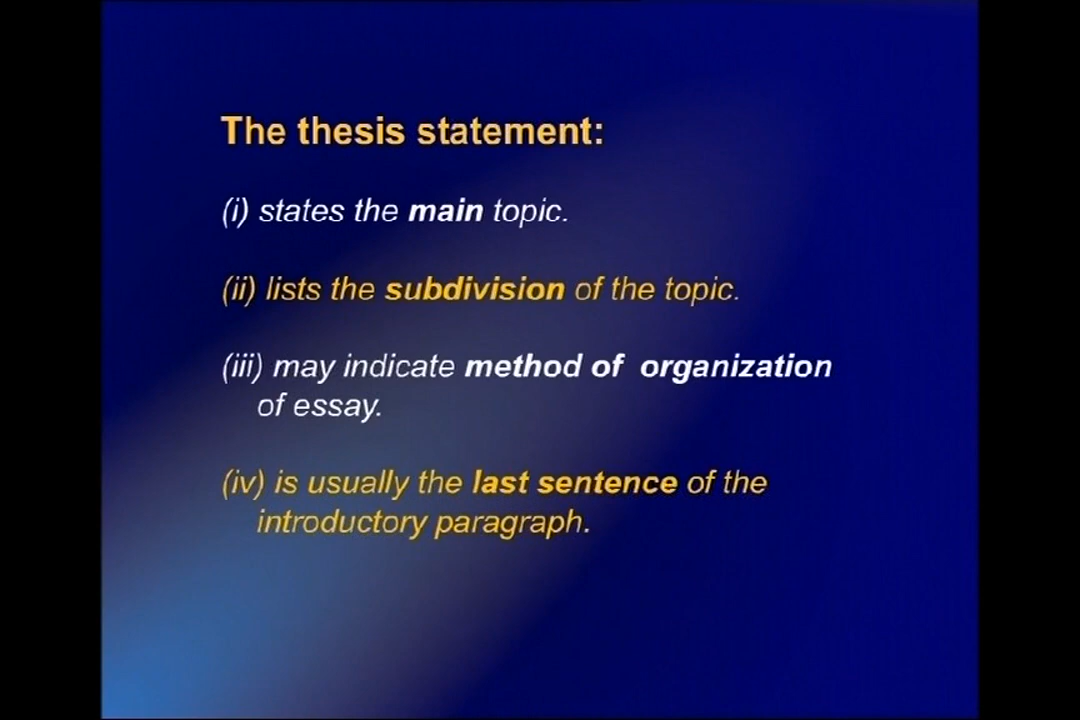 The thesis statement:
(i) states the main topic.
(ii) lists the subdivision of the topic.
(iii) may indicate method of organization
of essay.
(iv) is usually the last sentence of the
introductory paragraph.